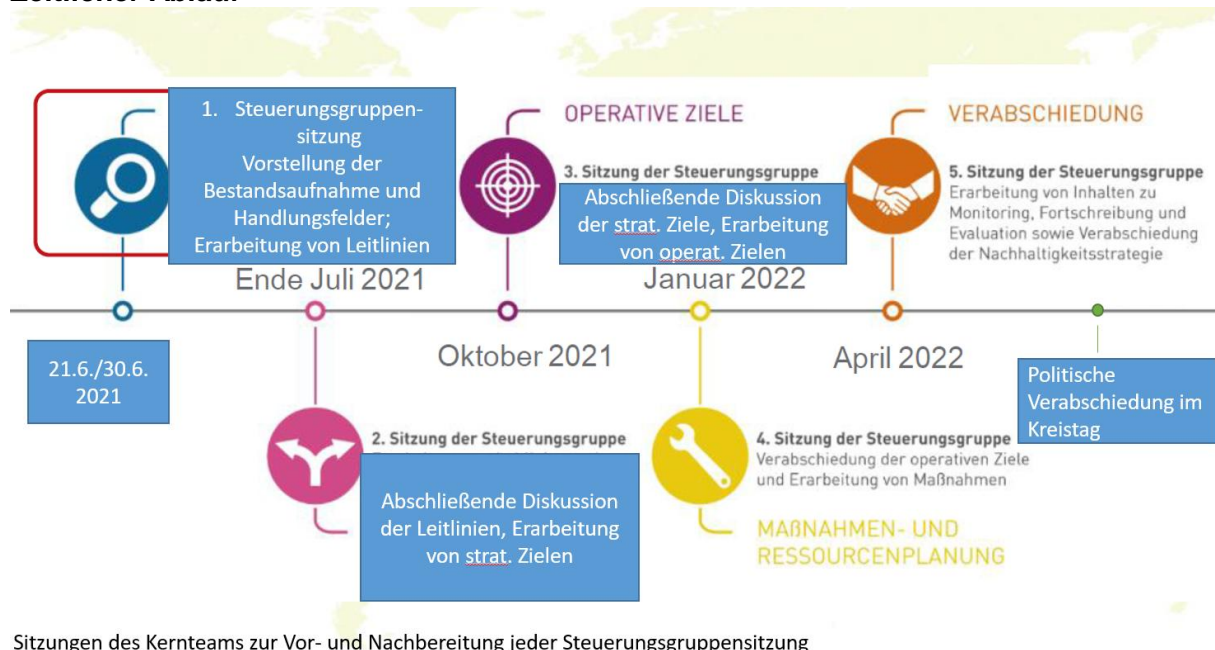 Zeitlicher Ablauf
1. Steuerungsgruppen-
sitzung
Vorstellung der
Bestandsaufnahme und
Handlungsfelder;
Erarbeitung von Leitlinien
OPERATIVE ZIELE
3. Sitzung der Steuerungsgruppe
Abschließende Diskussion
der strat. Ziele, Erarbeitung
von operat. Zielen
VERABSCHIEDUNG
5. Sitzung der Steuerungsgruppe
Erarbeitung von Inhalten zu
Monitoring, Fortschreibung und
Evaluation sowie Verabschiedung
der Nachhaltigkeitsstrategie
Ende Juli 2021
Januar 2022
21.6./30.6.
2021
Oktober 2021
April 2022
Politische
Verabschiedung im
Kreistag
2. Sitzung der Steuerungsgruppe
Abschließende Diskussion
der Leitlinien, Erarbeitung
von strat. Zielen
4. Sitzung der Steuerungsgruppe
Verabschiedung der operativen Ziele
und Erarbeitung von Maßnahmen
MAßNAHMEN- UND
RESSOURCENPLANUNG
Sitzungen des Kernteams zur Vor- und Nachbereitung jeder Steuerungsgruppensitzung